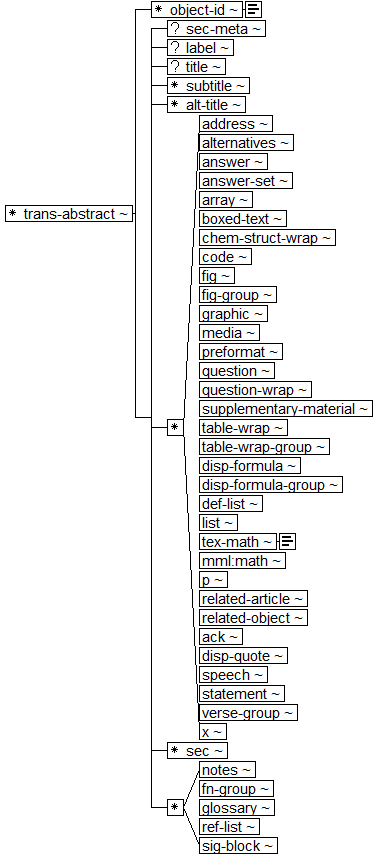 * object-id ~
? sec-meta ~
? label ~
? title ~
* subtitle ~
* alt-title ~
address ~
alternatives ~
answer ~
answer-set ~
array ~
boxed-text ~
* trans-abstract ~
chem-struct-wrap ~
code ~
fig ~
fig-group ~
graphic ~
media ~
preformat ~
question ~
question-wrap ~
supplementary-material ~
*
table-wrap ~
table-wrap-group ~
disp-formula ~
disp-formula-group ~
def-list ~
list ~
tex-math ~
mml:math ~
p ~
related-article ~
related-object ~
ack ~
disp-quote ~
speech ~
statement ~
verse-group ~
x ~
* sec ~
notes ~
fn-group ~
*
glossary ~
ref-list ~
sig-block ~